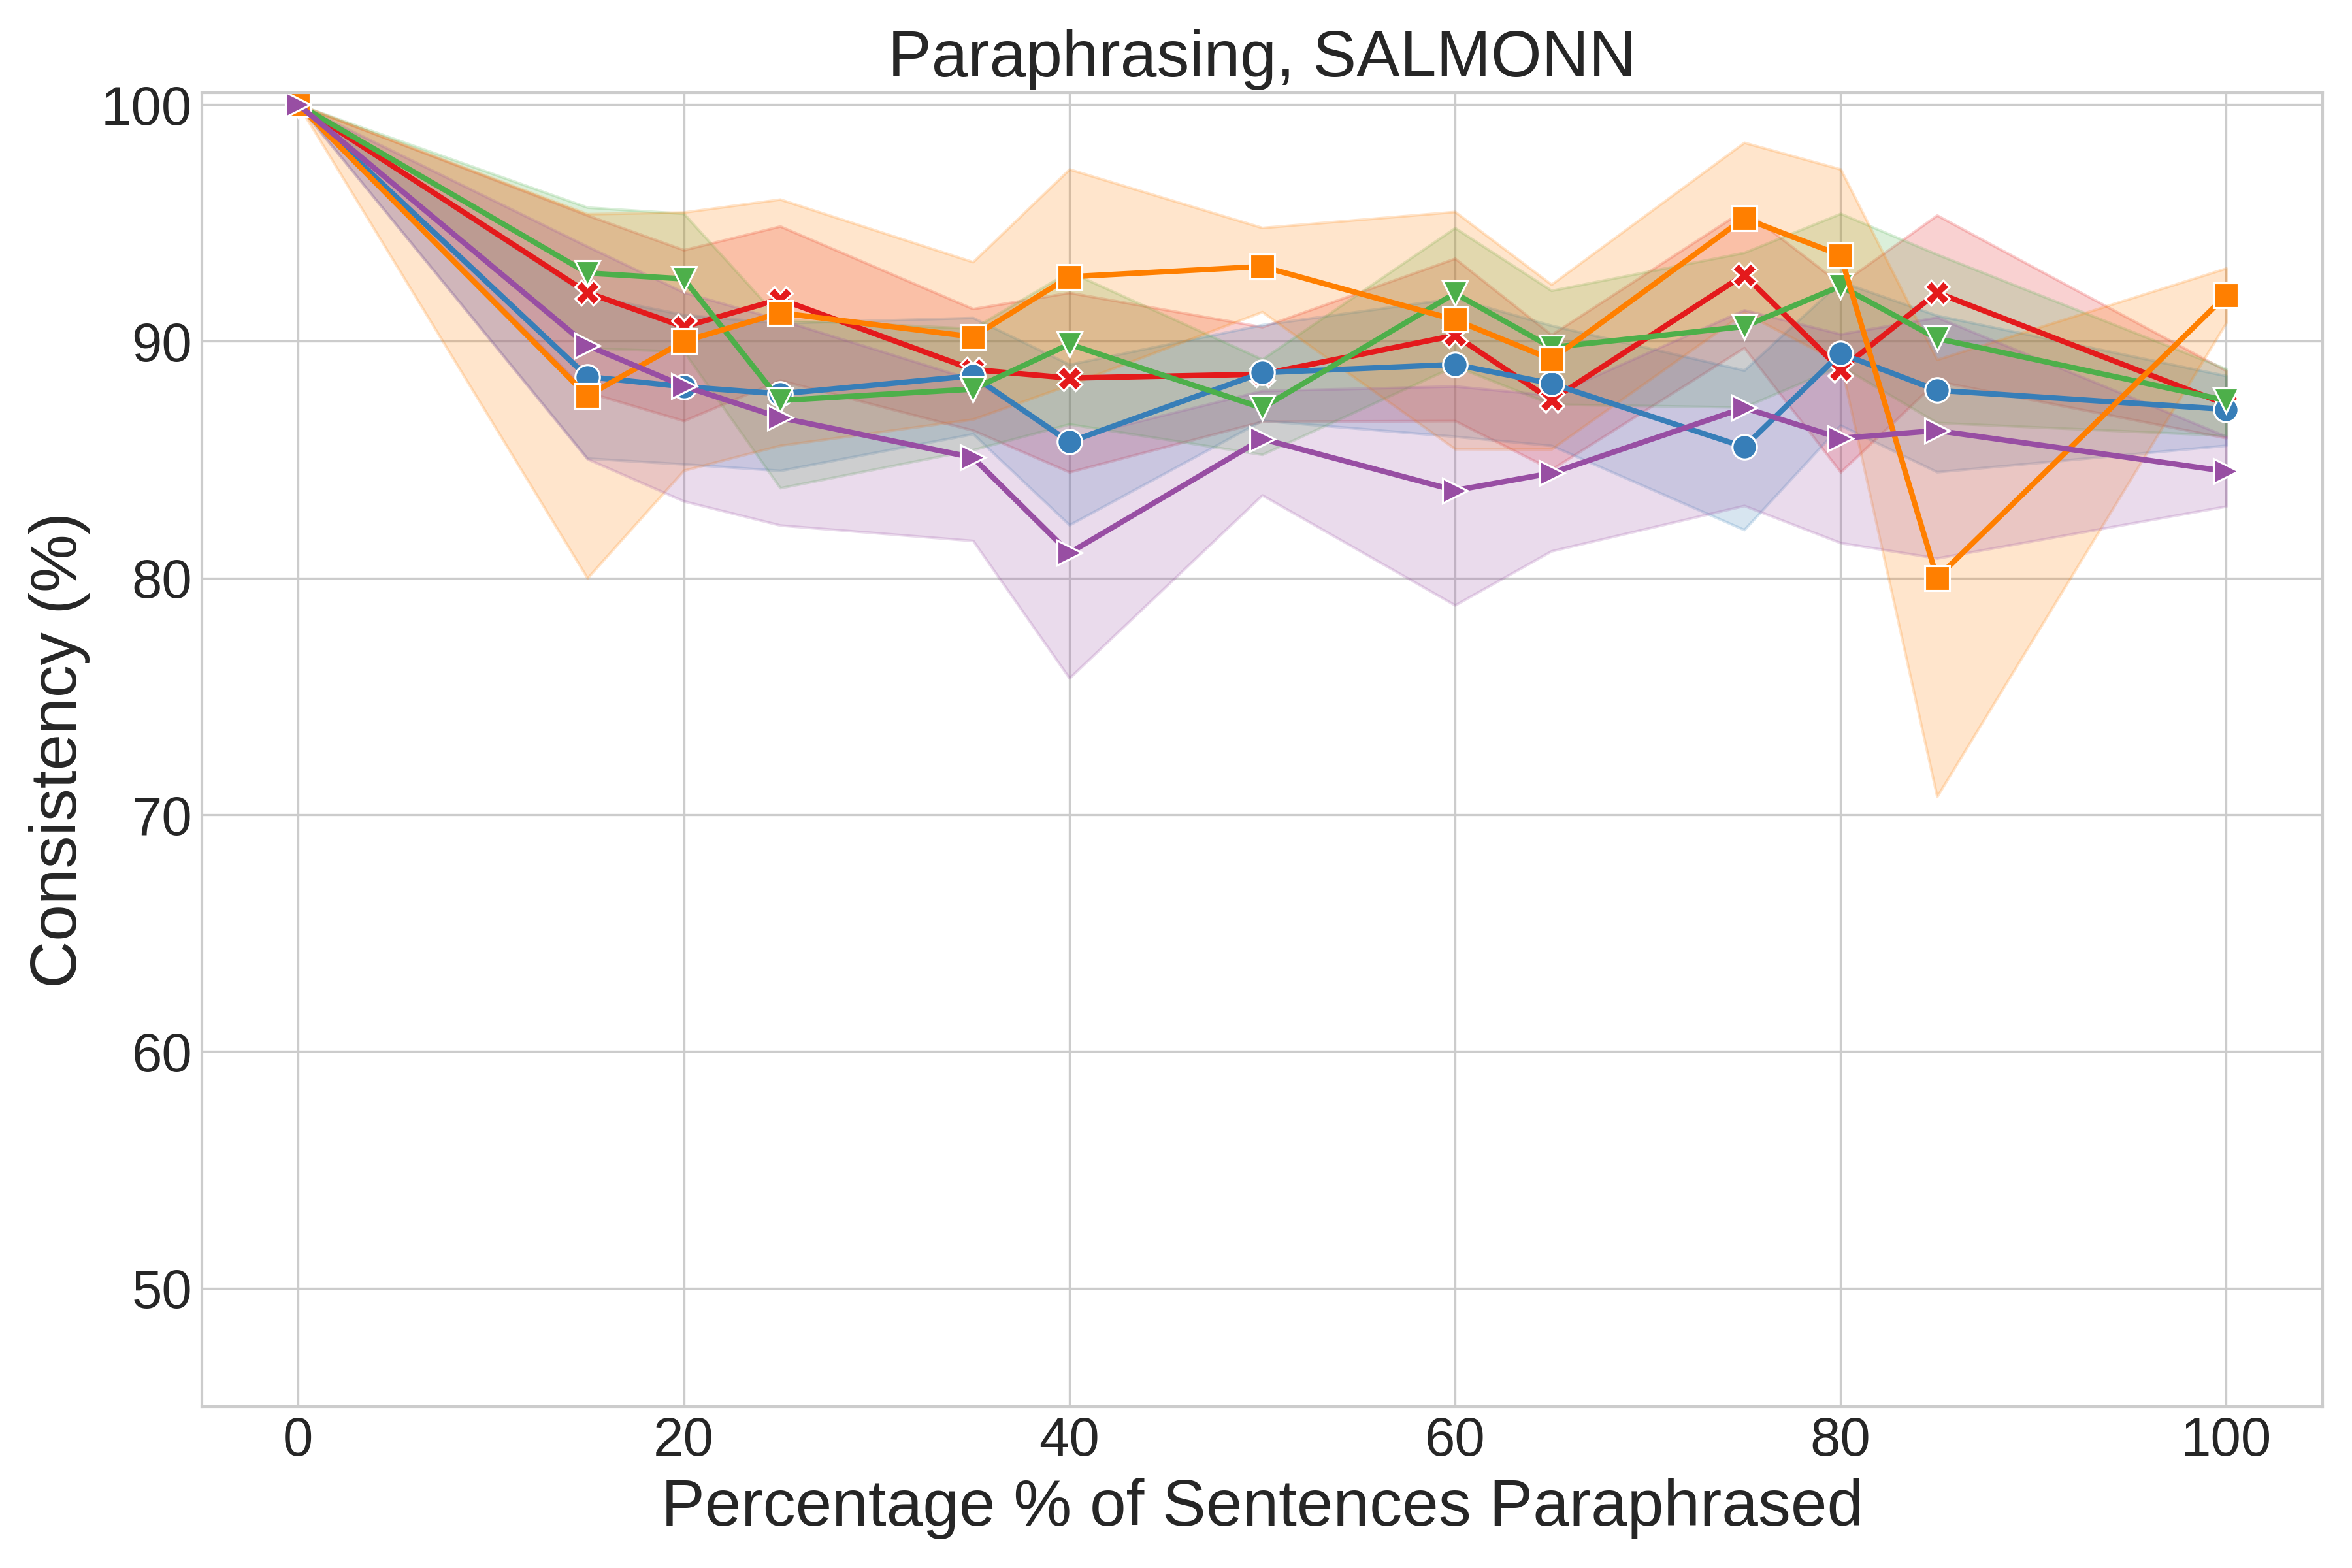 Paraphrasing, SALMONN
100
90
80
70
60
50
Consistency (%)
0 20 40 60 80 100
Percentage % of Sentences Paraphrased